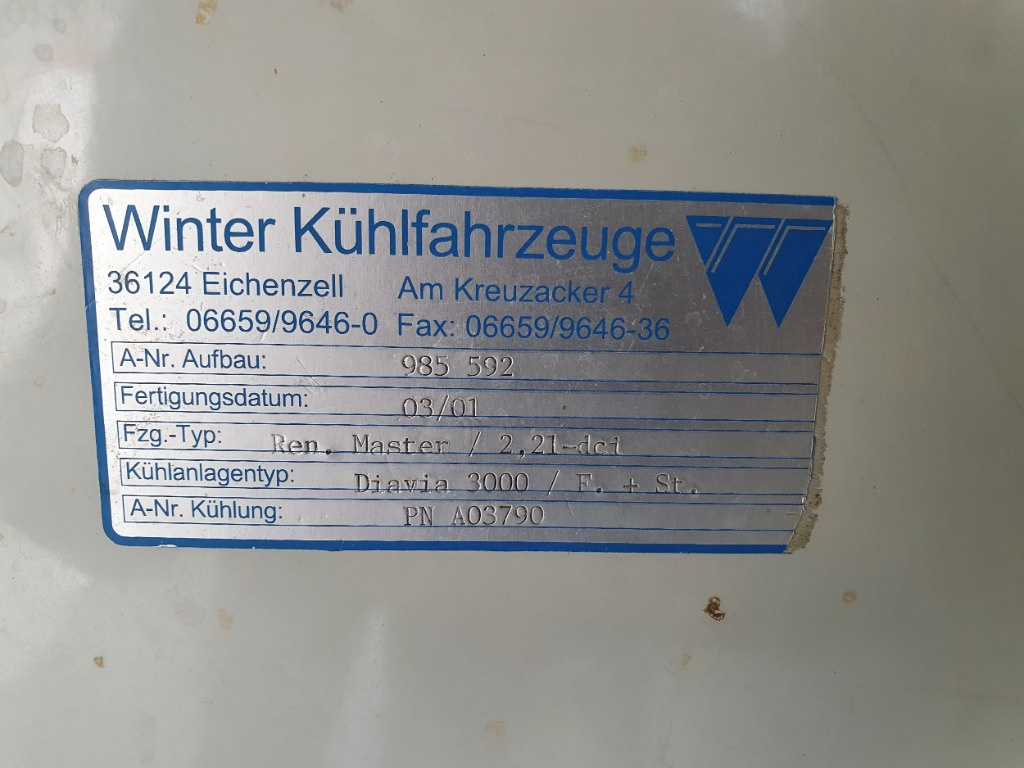 Winter Kühlfahrzeuge
36124 Eichenzell Am Kreuzacker 4
Tel.: 06659/9646-0 Fax: 06659/9646-36
A-Nr. Aufbau: 985 592
Fertigungsdatum: 03/01
Fzg.-Typ: Ren. Master / 2,2l-dci
Kühlanlagentyp: Diavia 3000 / F. + St.
A-Nr. Kühlung: PN A03790